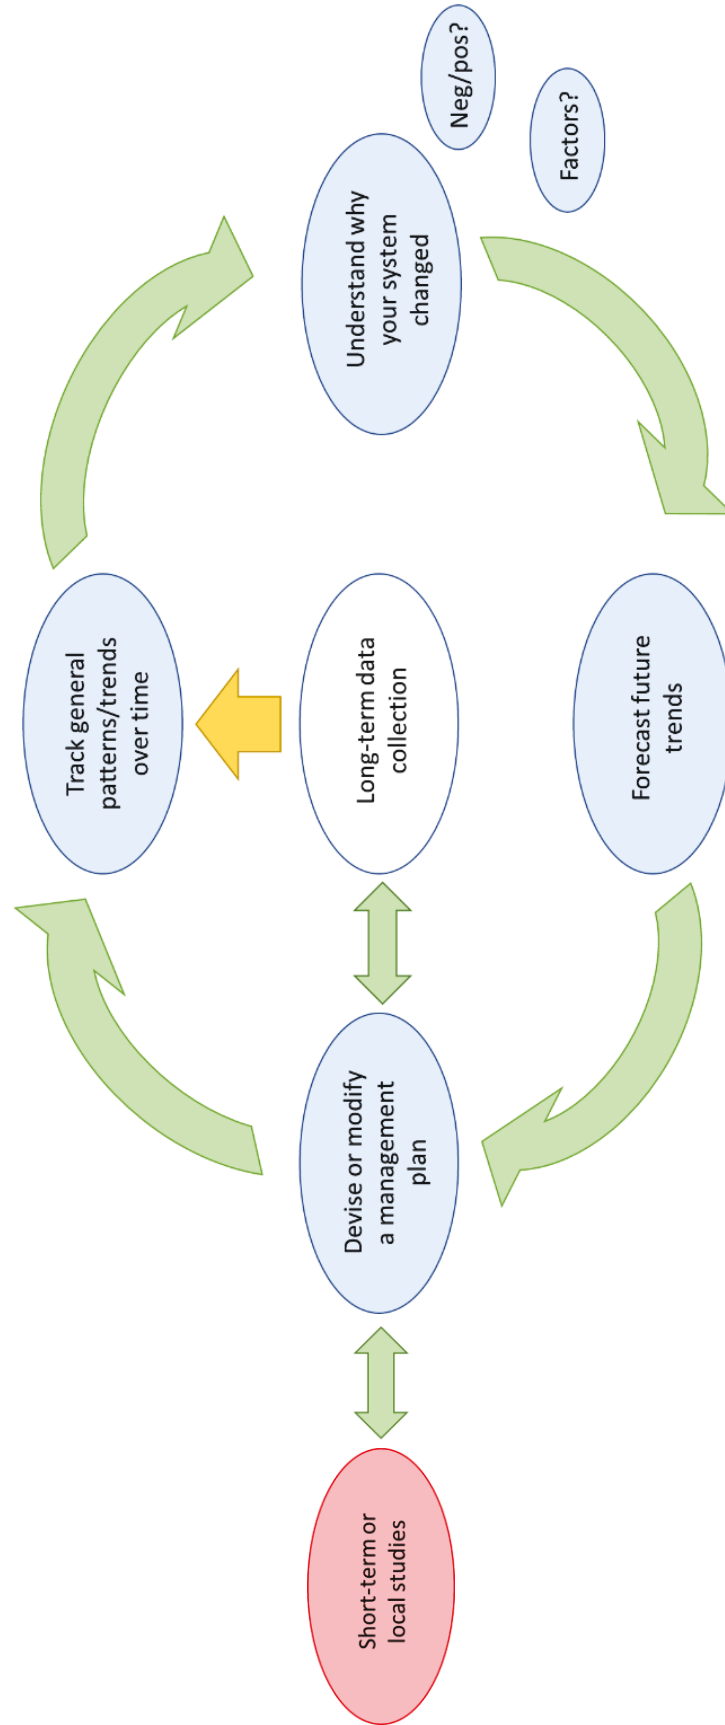 Track general
patterns/trends
over time
Neg/pos?
Understand why
your system
changed
Factors?
Short-term or
local studies
Devise or modify
a management
plan
Long-term data
collection
Forecast future
trends